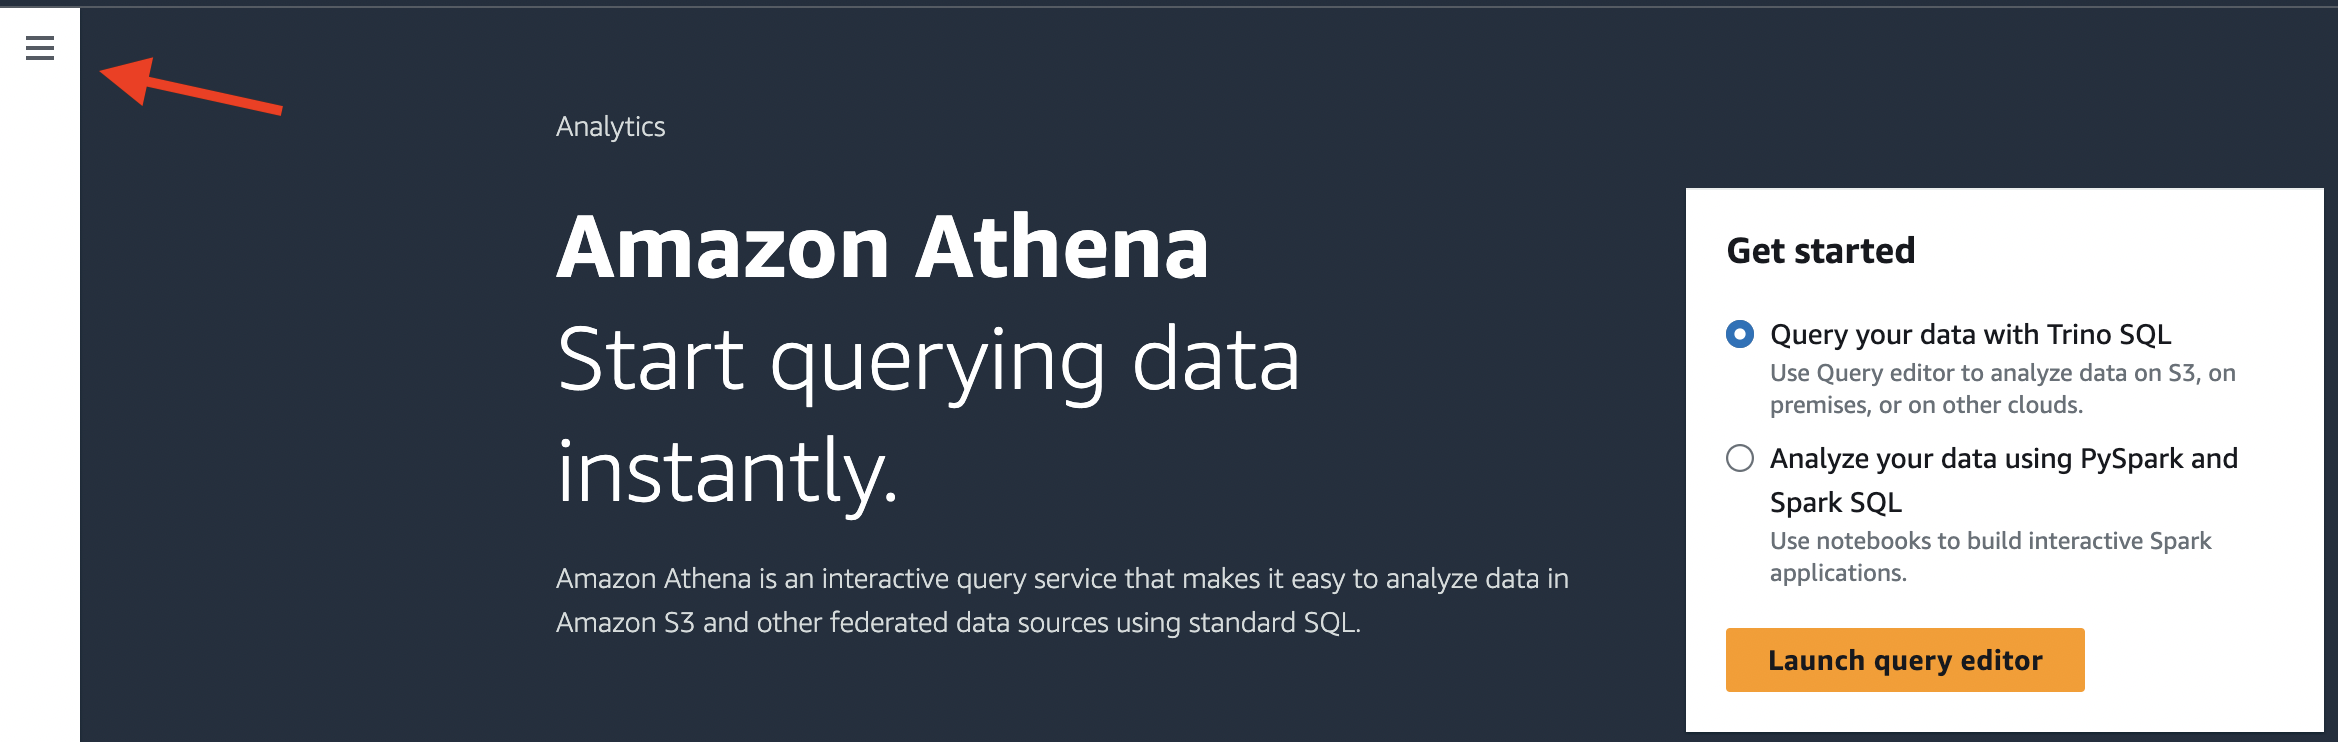 Analytics
Amazon Athena
Start querying data
instantly.
Amazon Athena is an interactive query service that makes it easy to analyze data in
Amazon S3 and other federated data sources using standard SQL.
Get started
Query your data with Trino SQL
Use Query editor to analyze data on S3, on
premises, or on other clouds.
Analyze your data using PySpark and
Spark SQL
Use notebooks to build interactive Spark
applications.
Launch query editor